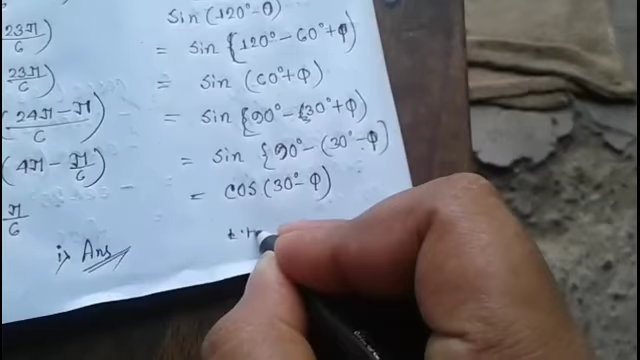 23π/6
23π/6
(24π-π/6)
(4π-π/6)
π/6
i> Ans
sin(120°-θ)
= sin {120°-60°+φ)
= sin (60°+φ)
= sin {90°-(30°+φ)
= sin {90°-(30°-φ)
= cos(30°-φ)